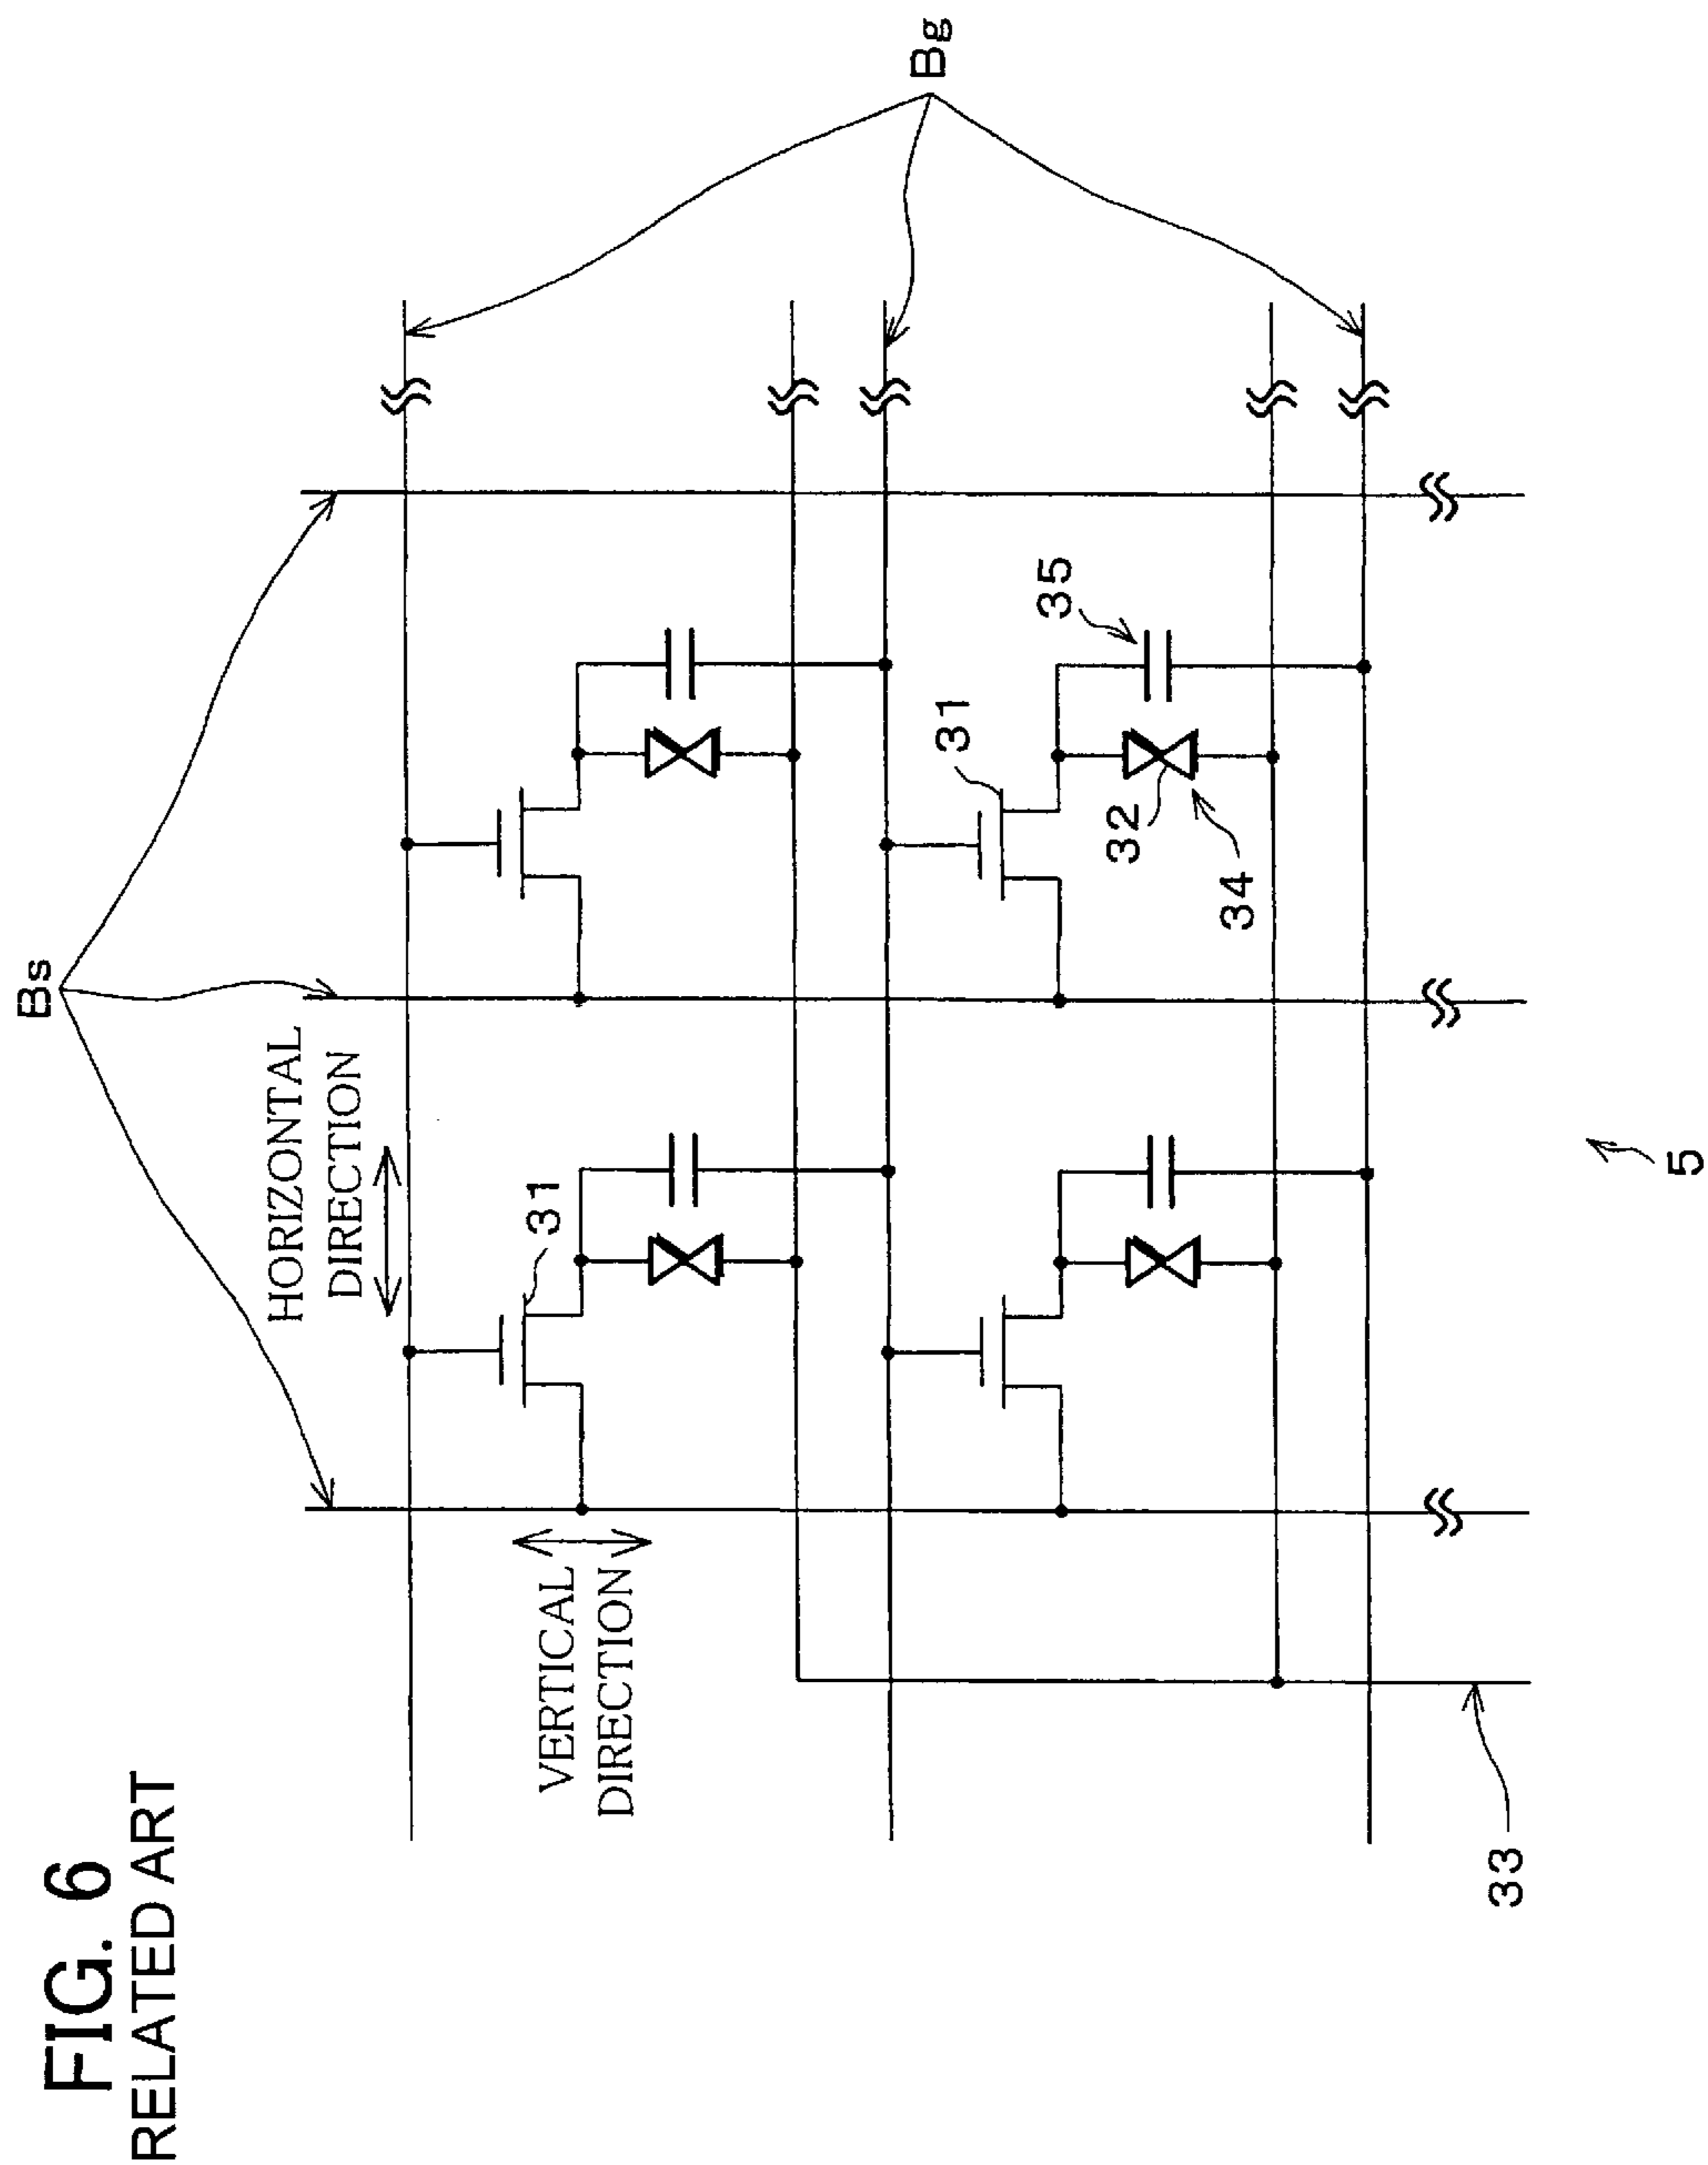 FIG. 6
RELATED ART
Bs
HORIZONTAL
DIRECTION
VERTICAL
DIRECTION
31
31
32
34
35
Bg
33
5